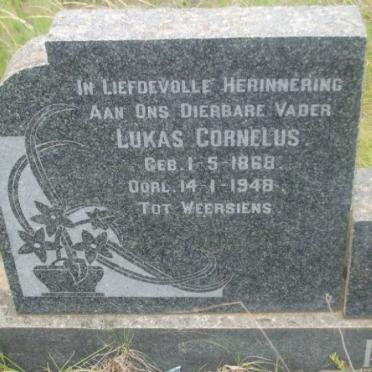 IN LIEFDEVOLLE HERINNERING
AAN ONS DIERBARE VADER
LUKAS CORNELUS.
GEB. 1-5-1868.
OORL. 14-1-1948.
TOT WEERSIENS